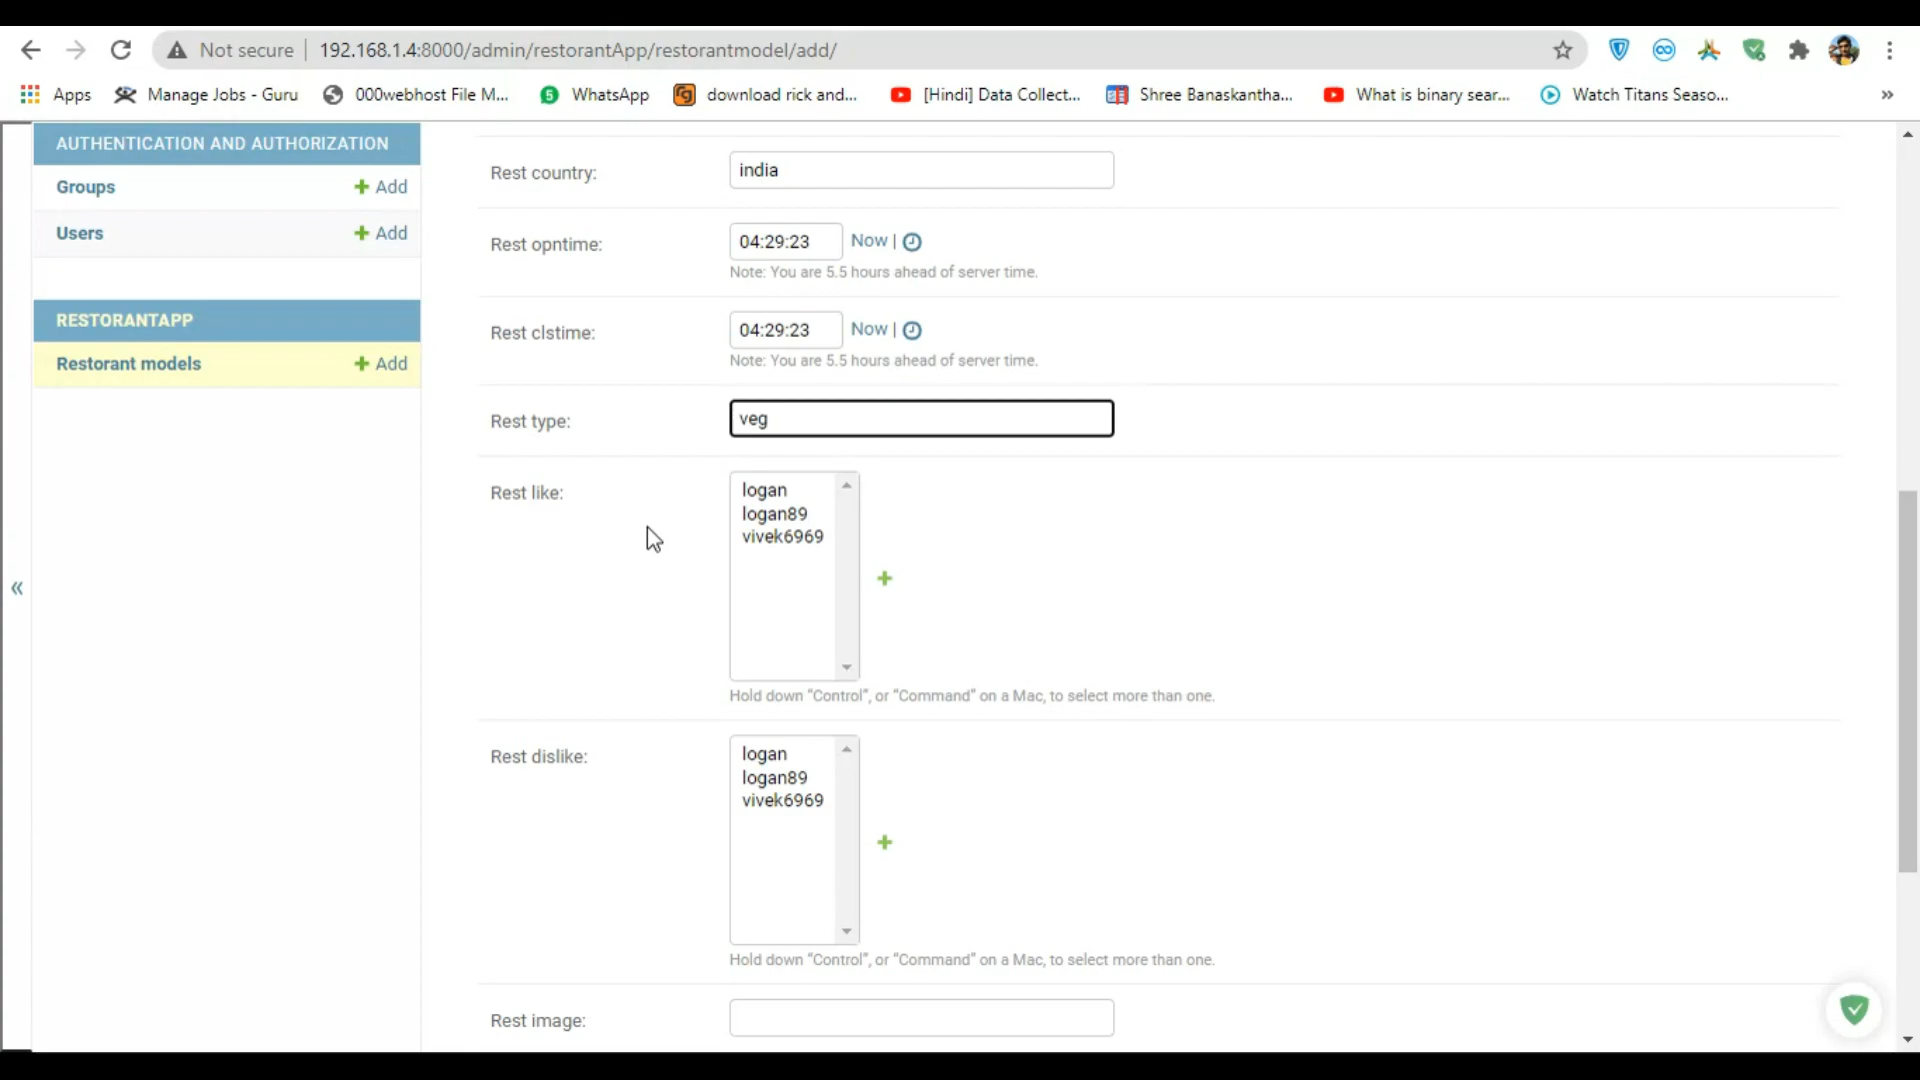 Not secure | 192.168.1.4:8000/admin/restorantApp/restorantmodel/add/
Apps Manage Jobs - Guru 000webhost File M... WhatsApp download rick and... [Hindi] Data Collect... Shree Banaskantha... What is binary sear... Watch Titans Seaso... »
AUTHENTICATION AND AUTHORIZATION
Groups + Add
Users + Add
RESTORANTAPP
Restorant models + Add
«
Rest country: india
Rest opntime: 04:29:23 Now |
Note: You are 5.5 hours ahead of server time.
Rest clstime: 04:29:23 Now |
Note: You are 5.5 hours ahead of server time.
Rest type: veg
Rest like: logan
logan89
vivek6969
Hold down “Control”, or “Command” on a Mac, to select more than one.
Rest dislike: logan
logan89
vivek6969
Hold down “Control”, or “Command” on a Mac, to select more than one.
Rest image: